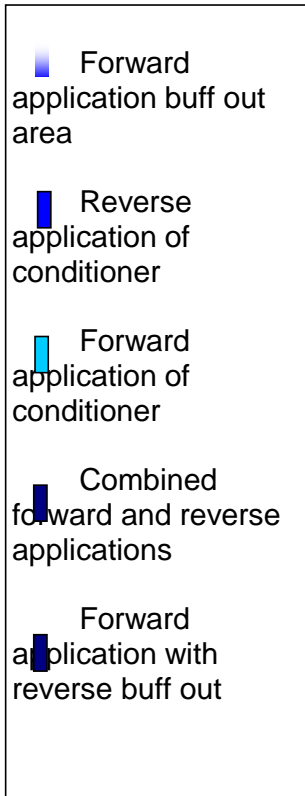 Forward
application buff out
area
Reverse
application of
conditioner
Forward
application of
conditioner
Combined
forward and reverse
applications
Forward
application with
reverse buff out